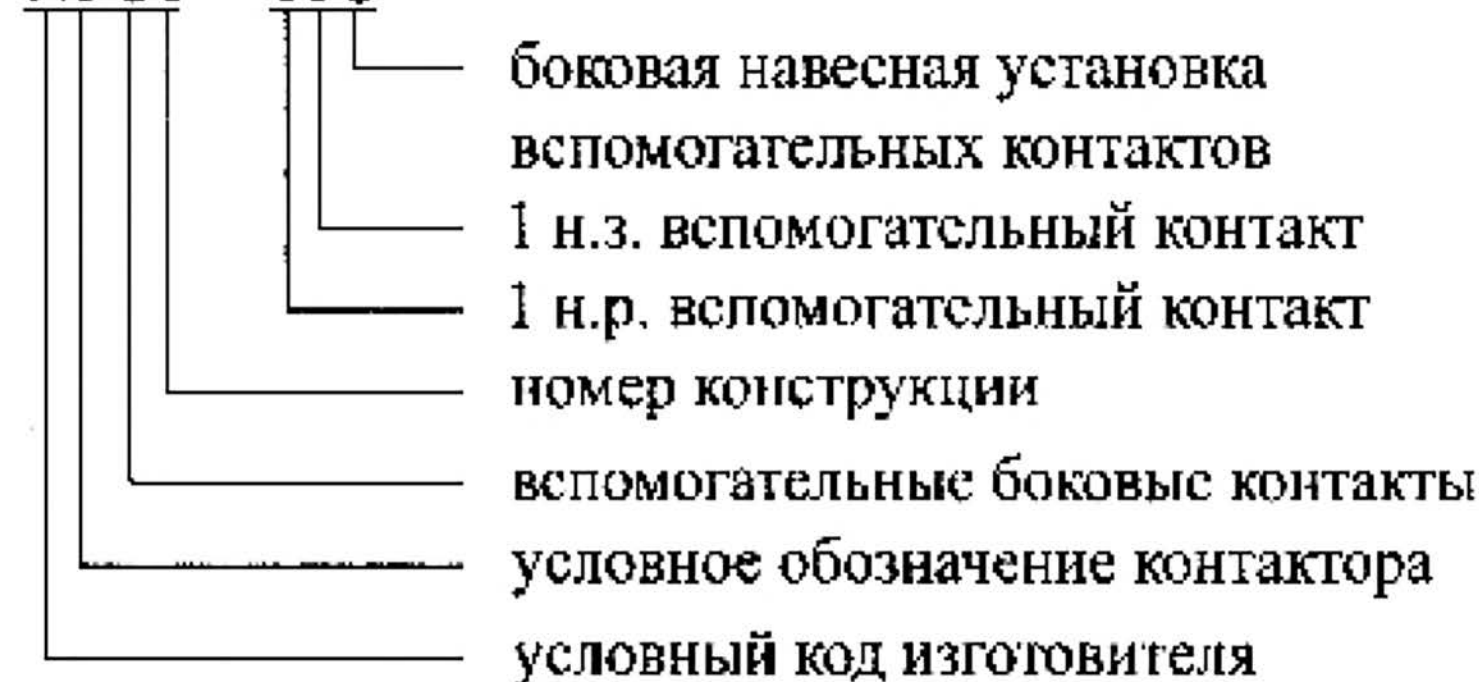 боковая навесная установка
вспомогательных контактов
1 н.з. вспомогательный контакт
1 н.р. вспомогательный контакт
номер конструкции
вспомогательные боковые контакты
условное обозначение контактора
условный код изготовителя